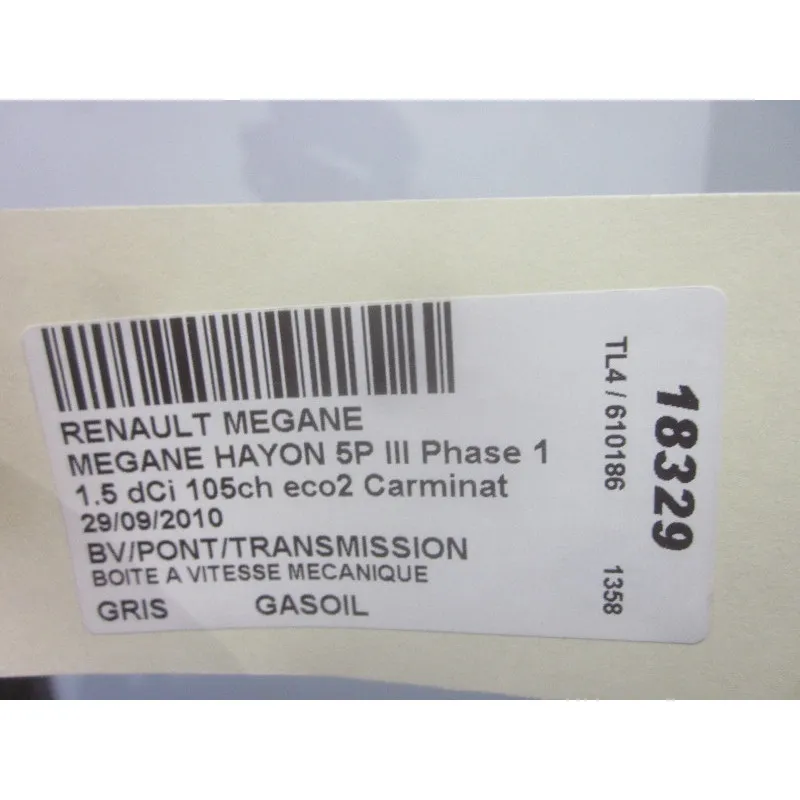 RENAULT MEGANE
MEGANE HAYON 5P III Phase 1
1.5 dCi 105ch eco2 Carminat
29/09/2010
BV/PONT/TRANSMISSION
BOITE A VITESSE MECANIQUE
GRIS GASOIL
TL4 / 610186 1358
18329